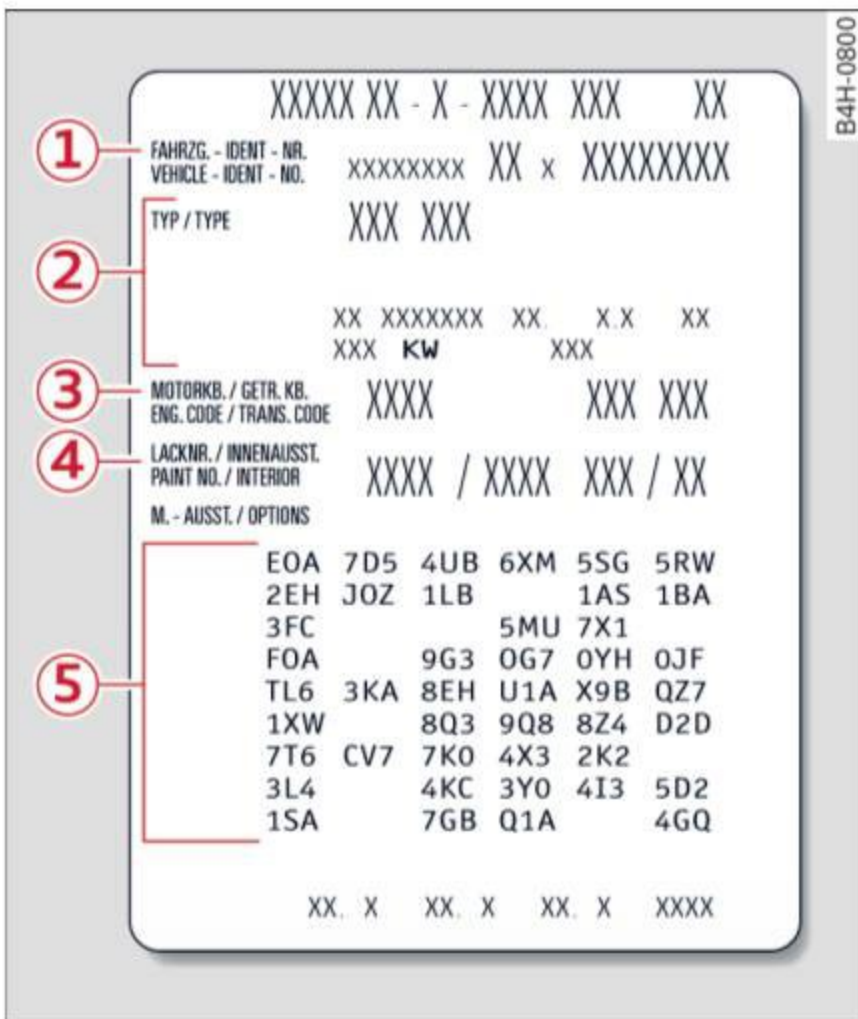 B4H-0800
XXXXX XX - X - XXXX XXX XX
1
FAHRZG. - IDENT - NR.
VEHICLE - IDENT - NO. XXXXXXXX XX X XXXXXXXX
2
TYP / TYPE XXX XXX
XX XXXXXXX XX. X.X XX
XXX KW XXX
3
MOTORKB. / GETR. KB.
ENG. CODE / TRANS. CODE XXXX XXX XXX
4
LACKNR. / INNENAUSST.
PAINT NO. / INTERIOR XXXX / XXXX XXX / XX
M. - AUSST. / OPTIONS
5
EOA 7D5 4UB 6XM 5SG 5RW
2EH JOZ 1LB 1AS 1BA
3FC 5MU 7X1
FOA 9G3 OG7 OYH OJF
TL6 3KA 8EH U1A X9B QZ7
1XW 8Q3 9Q8 8Z4 D2D
7T6 CV7 7K0 4X3 2K2
3L4 4KC 3Y0 4I3 5D2
1SA 7GB Q1A 4GQ
XX. X XX. X XX. X XXXX